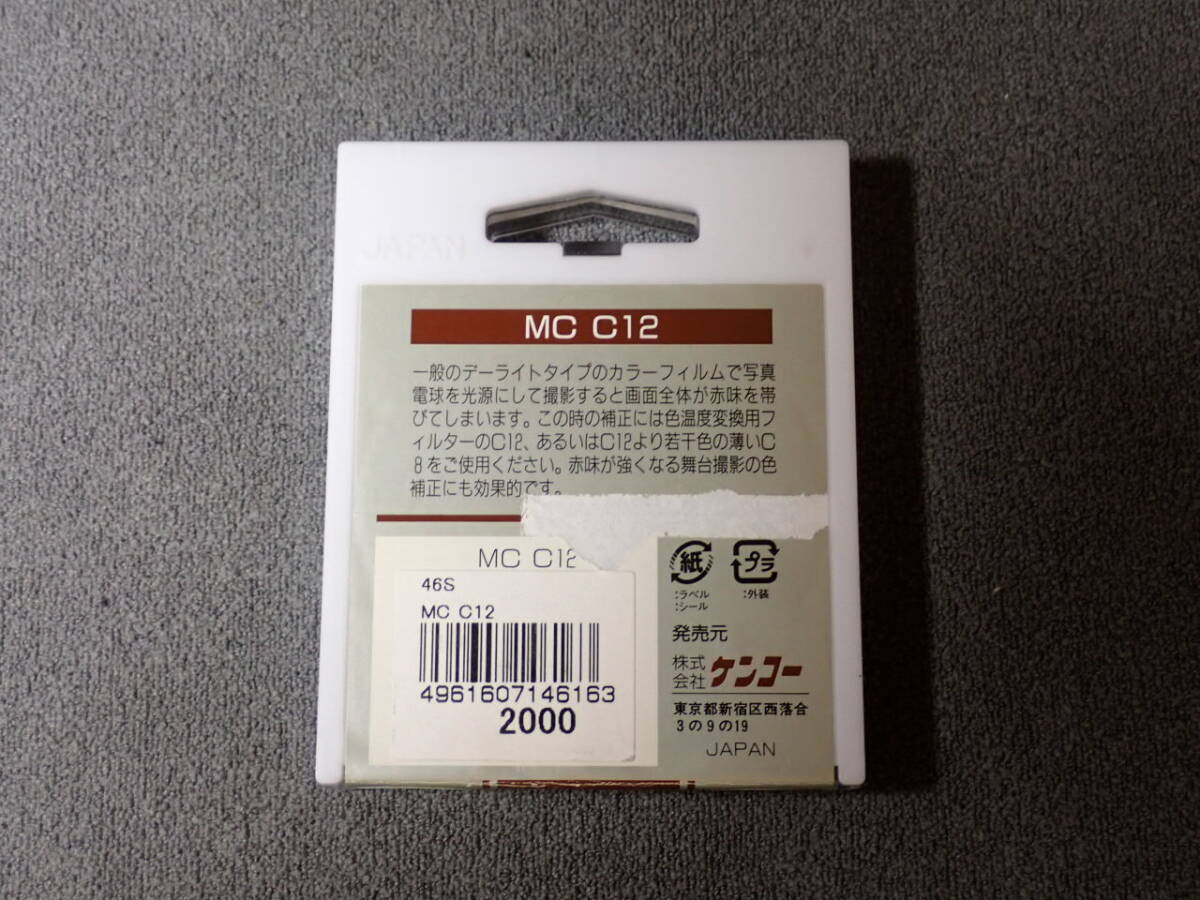 JAPAN
MC C12
一般のデーライトタイプのカラーフィルムで写真
電球を光源にして撮影すると画面全体が赤味を帯
びてしまいます。この時の補正には色温度変換用フ
ィルターのC12、あるいはC12より若干色の薄いC
8をご使用ください。赤味が強くなる舞台撮影の色
補正にも効果的です。
MC C12
46S
MC C12
4961607146163
2000
紙
プラ
:ラベル
:シール
:外装
発売元
株式会社 ケンコー
東京都新宿区西落合
3の9の19
JAPAN